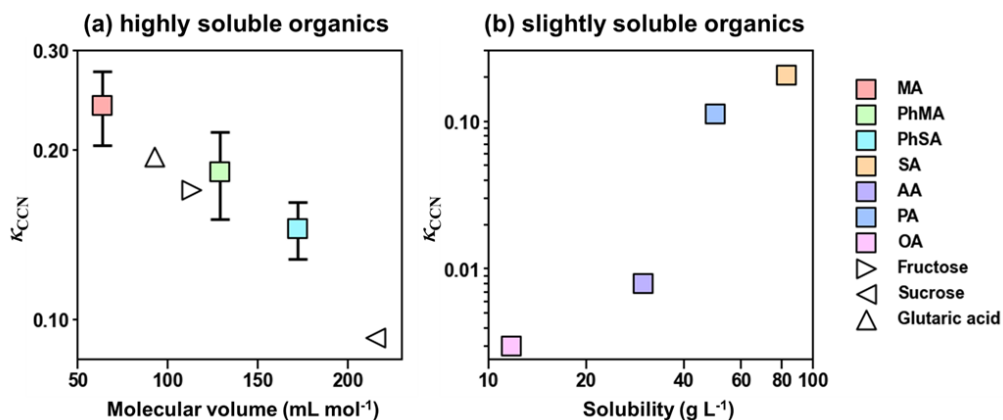 (a) highly soluble organics
(b) slightly soluble organics
0.30
0.20
0.10
κCCN
50
100
150
200
Molecular volume (mL mol-1)
0.10
0.01
κCCN
10
20
40
60
80
100
Solubility (g L-1)
MA
PhMA
PhSA
SA
AA
PA
OA
Fructose
Sucrose
Glutaric acid